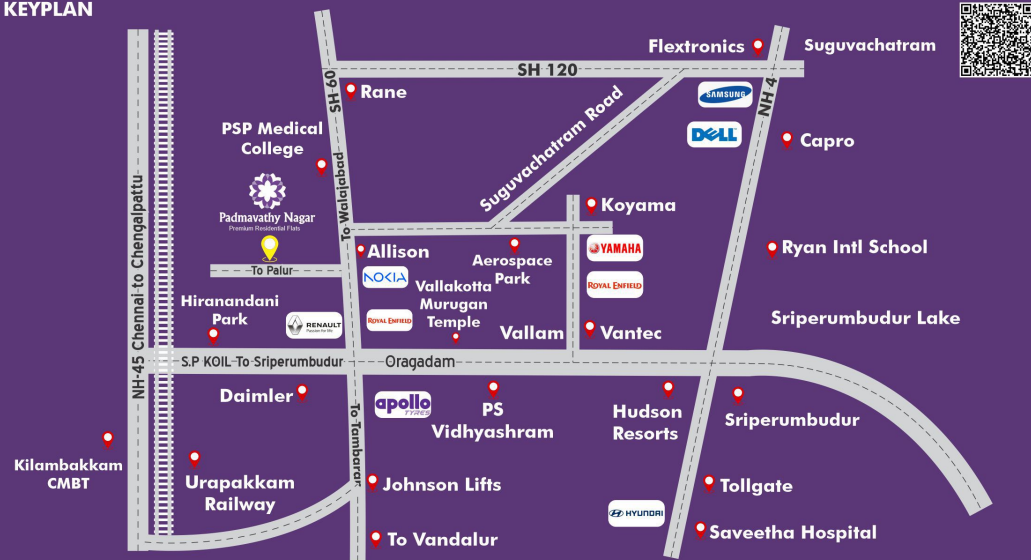 KEYPLAN
Flextronics
Suguvachatram
SH 120
SH 60
Rane
SAMSUNG
NH 4
DELL
Capro
PSP Medical
College
Suguvachatram Road
NH-45 Chennai to Chengalpattu
To Walajabad
Padmavathy Nagar
Premium Residential Flats
Koyama
Allison
Aerospace
Park
YAMAHA
Ryan Intl School
To Palur
NOKIA
Vallakotta
Murugan
Temple
ROYAL ENFIELD
Hiranandani
Park
RENAULT
Passion for life
ROYAL ENFIELD
Vallam
Vantec
Sriperumbudur Lake
S.P KOIL To Sriperumbudur
Oragadam
Daimler
apollo
TYRES
To Tambaran
PS
Vidhyashram
Hudson
Resorts
Sriperumbudur
Kilambakkam
CMBT
Urapakkam
Railway
Johnson Lifts
Tollgate
HYUNDAI
To Vandalur
Saveetha Hospital